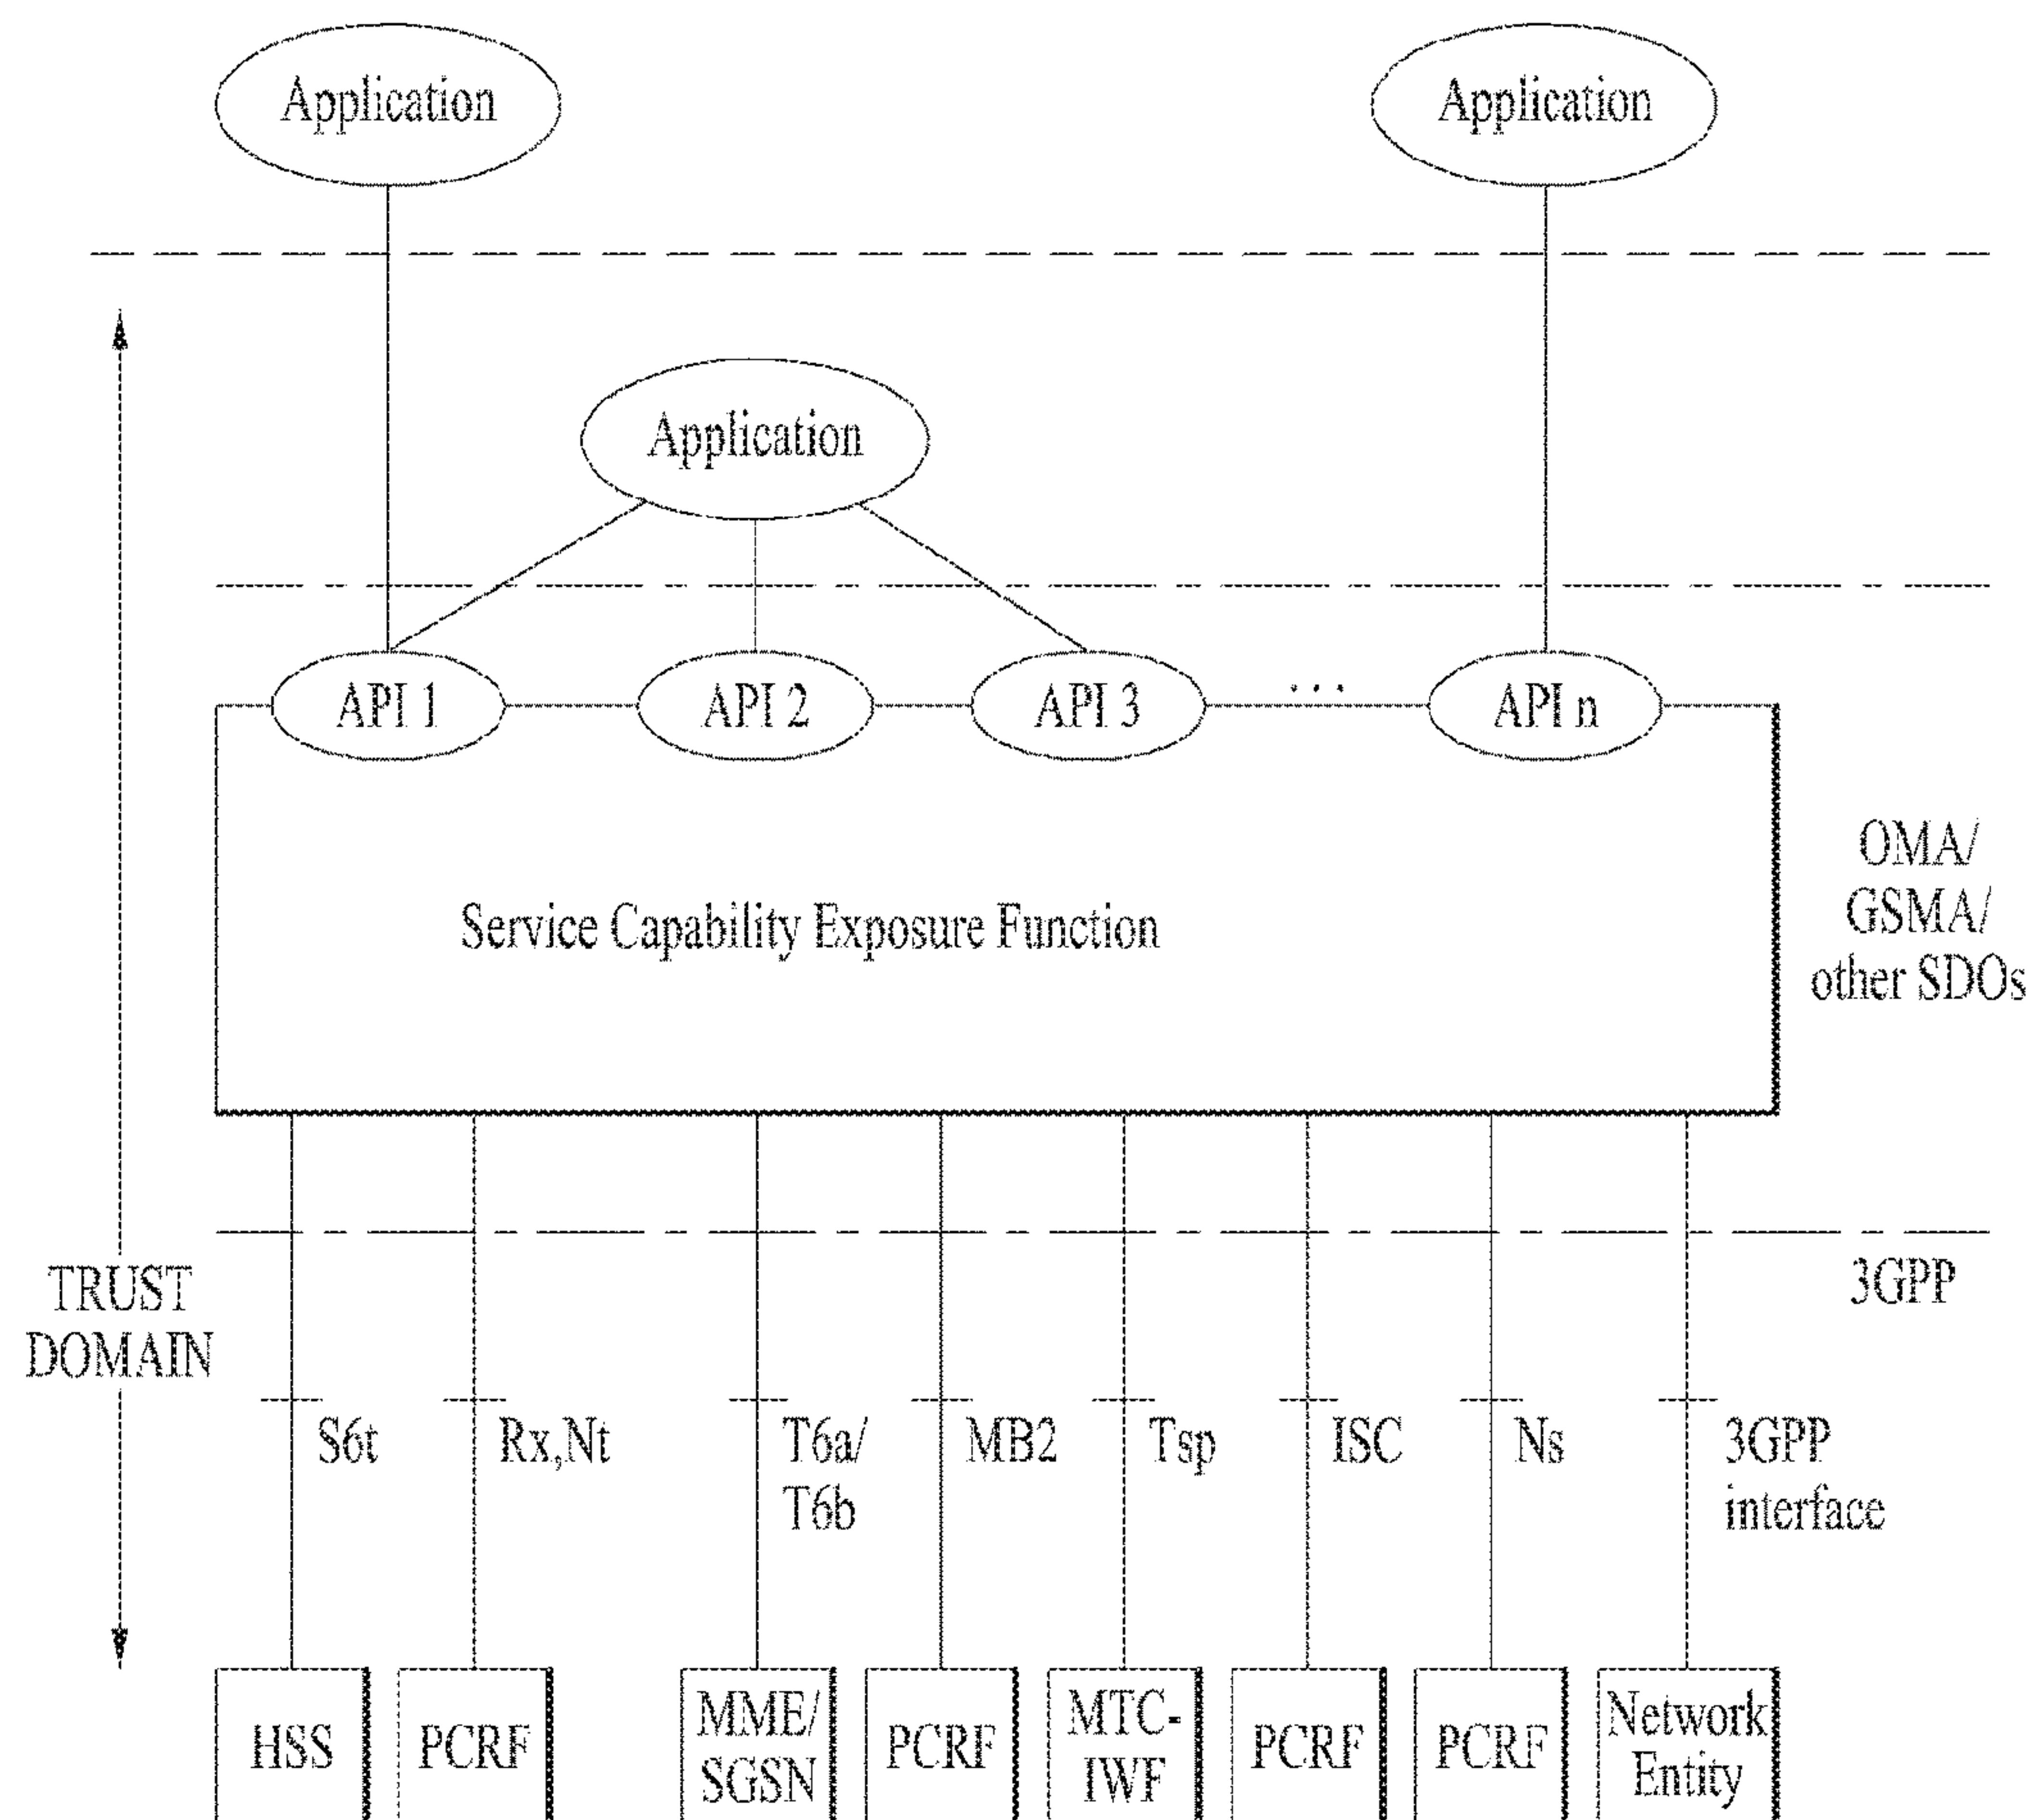 Application
Application
Application
API 1
API 2
API 3
...
API n
Service Capability Exposure Function
OMA/
GSMA/
other SDOs
3GPP
TRUST
DOMAIN
S6t
Rx,Nt
T6a/
T6b
MB2
Tsp
ISC
Ns
3GPP
interface
HSS
PCRF
MME/
SGSN
PCRF
MTC-
IWF
PCRF
PCRF
Network
Entity